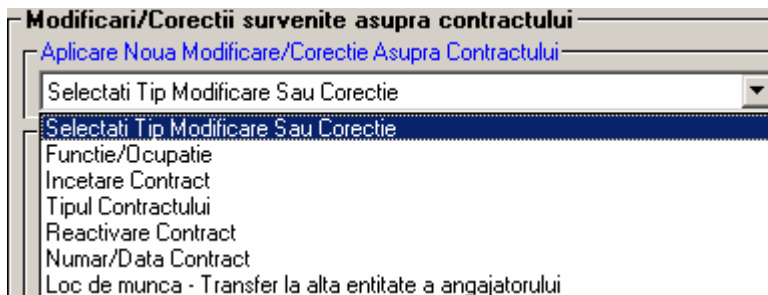 Modificari/Corectii survenite asupra contractului
Aplicare Noua Modificare/Corectie Asupra Contractului
Selectati Tip Modificare Sau Corectie
Selectati Tip Modificare Sau Corectie
Functie/Ocupatie
Incetare Contract
Tipul Contractului
Reactivare Contract
Numar/Data Contract
Loc de munca - Transfer la alta entitate a angajatorului